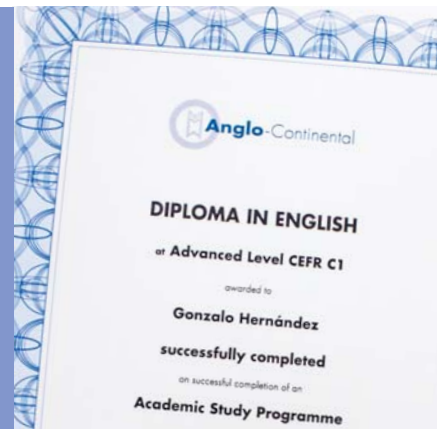 Anglo-Continental
DIPLOMA IN ENGLISH
at Advanced Level CEFR C1
awarded to
Gonzalo Hernández
successfully completed
on successful completion of an
Academic Study Programme